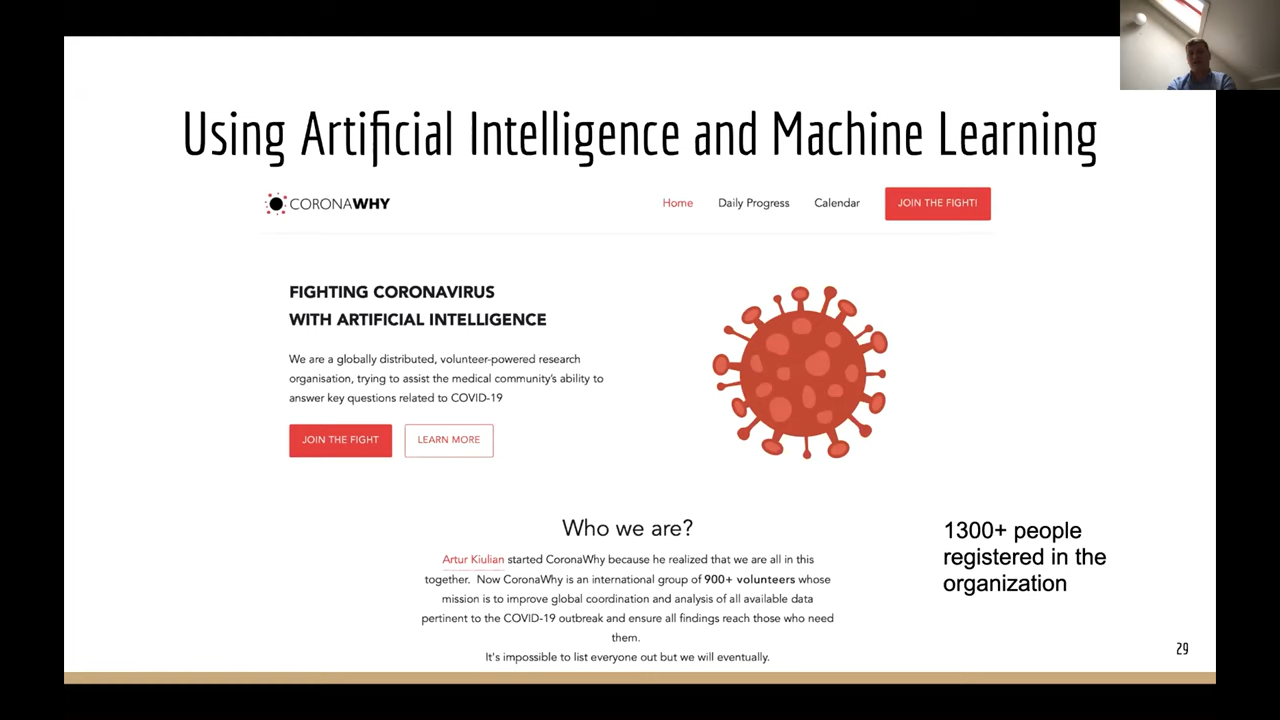 Using Artificial Intelligence and Machine Learning
CORONAWHY
Home Daily Progress Calendar JOIN THE FIGHT!
FIGHTING CORONAVIRUS
WITH ARTIFICIAL INTELLIGENCE
We are a globally distributed, volunteer-powered research
organisation, trying to assist the medical community's ability to
answer key questions related to COVID-19
JOIN THE FIGHT LEARN MORE
Who we are?
Artur Kiulian started CoronaWhy because he realized that we are all in this
together. Now CoronaWhy is an international group of 900+ volunteers whose
mission is to improve global coordination and analysis of all available data
pertinent to the COVID-19 outbreak and ensure all findings reach those who need
them.
It's impossible to list everyone out but we will eventually.
1300+ people
registered in the
organization
29